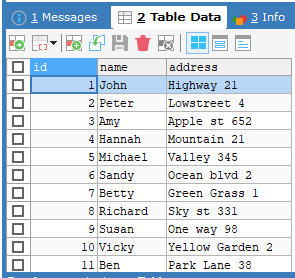 1 Messages 2 Table Data 3 Info
id name address
1 John Highway 21
2 Peter Lowstreet 4
3 Amy Apple st 652
4 Hannah Mountain 21
5 Michael Valley 345
6 Sandy Ocean blvd 2
7 Betty Green Grass 1
8 Richard Sky st 331
9 Susan One way 98
10 Vicky Yellow Garden 2
11 Ben Park Lane 38